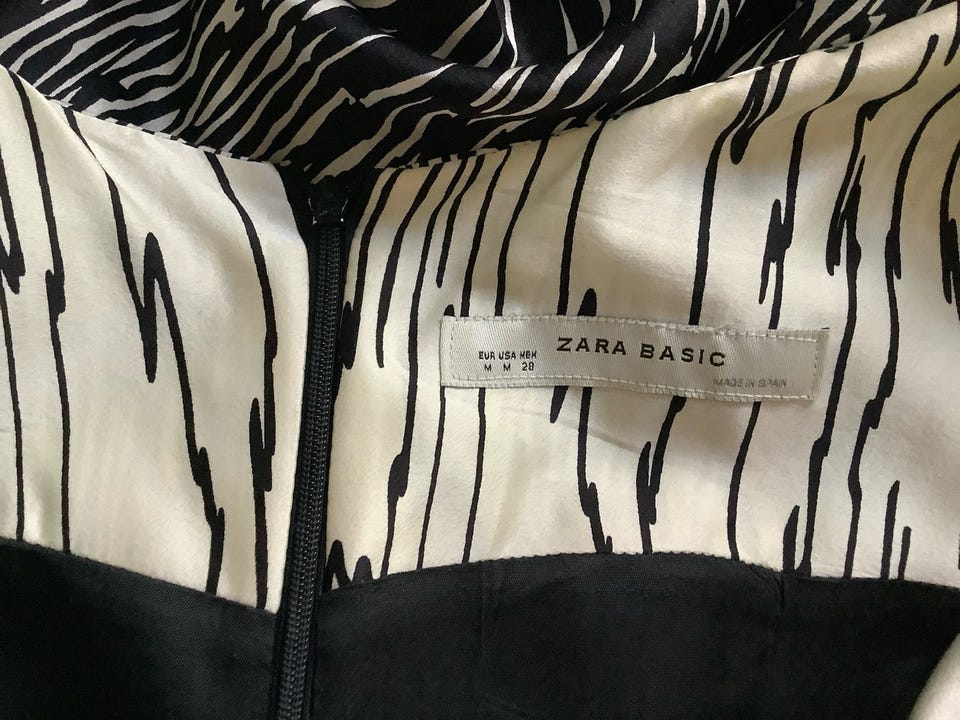 EUR USA MEX
M M 28
ZARA BASIC
MADE IN SPAIN